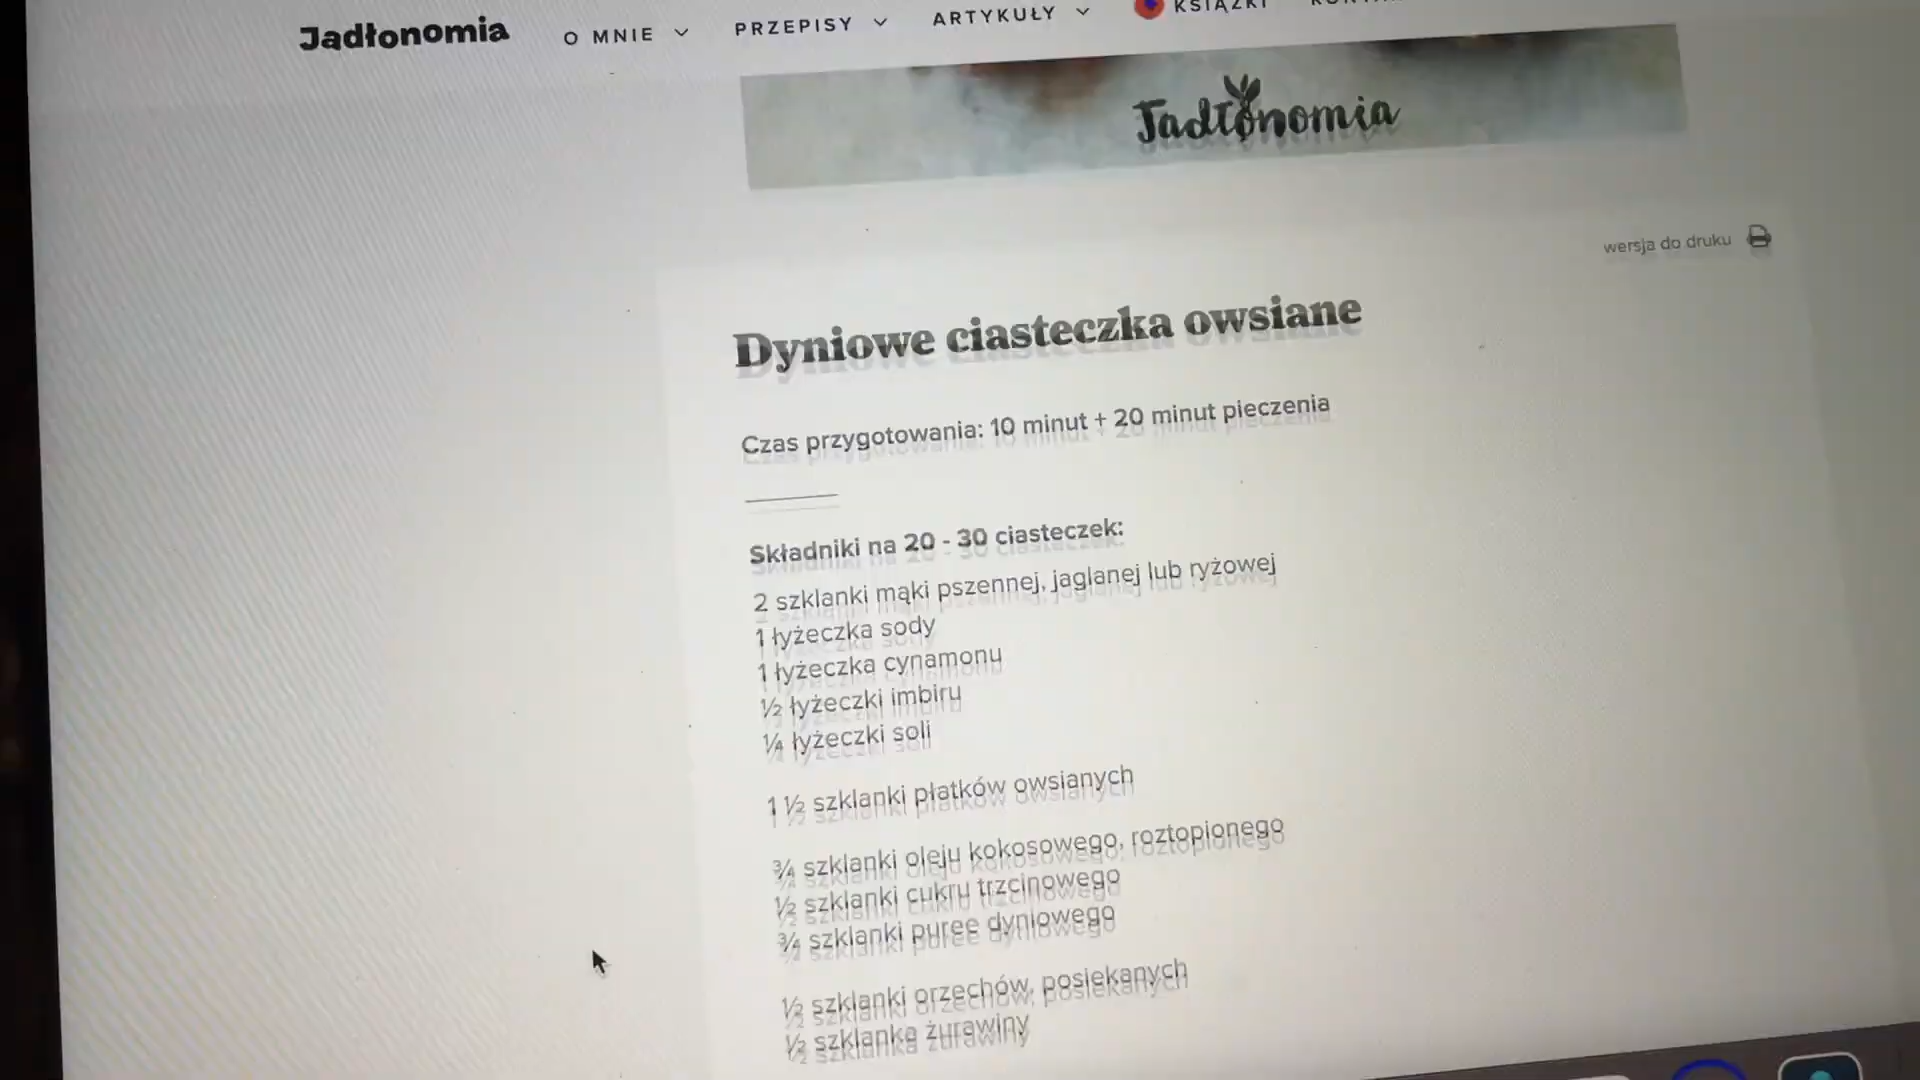 Jadłonomia
O MNIE
PRZEPISY
ARTYKUŁY
KSIĄŻKI
Jadłonomia
wersja do druku
Dyniowe ciasteczka owsiane
Czas przygotowania: 10 minut + 20 minut pieczenia
Składniki na 20 - 30 ciasteczek:
2 szklanki mąki pszennej, jaglanej lub ryżowej
1 łyżeczka sody
1 łyżeczka cynamonu
½ łyżeczki imbiru
¼ łyżeczki soli
1 ½ szklanki płatków owsianych
¾ szklanki oleju kokosowego, roztopionego
½ szklanki cukru trzcinowego
¾ szklanki puree dyniowego
½ szklanki orzechów, posiekanych
½ szklanka żurawiny